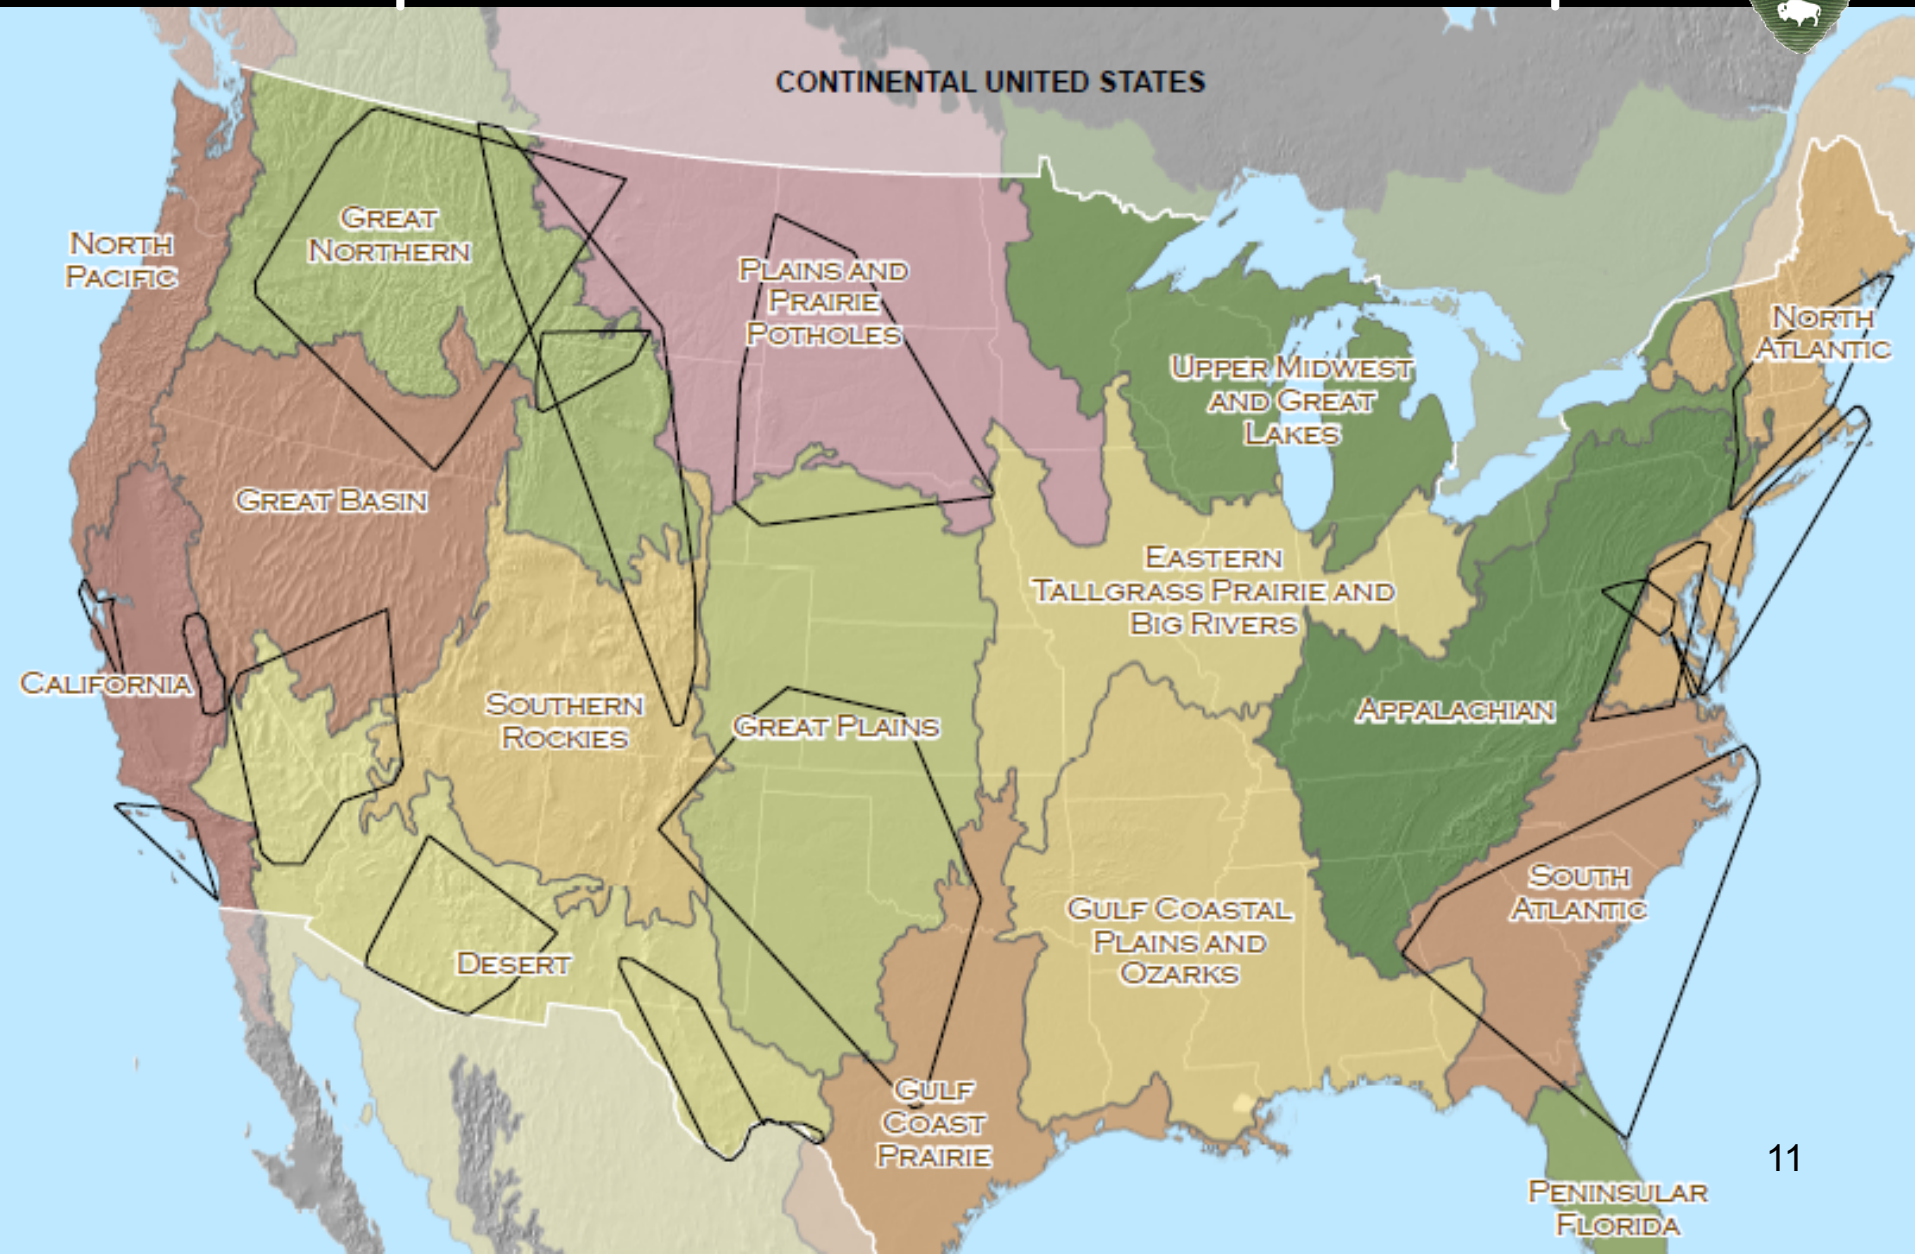 CONTINENTAL UNITED STATES
GREAT
NORTHERN
NORTH
PACIFIC
PLAINS AND
PRAIRIE
POTHOLES
NORTH
ATLANTIC
UPPER MIDWEST
AND GREAT
LAKES
GREAT BASIN
EASTERN
TALLGRASS PRAIRIE AND
BIG RIVERS
CALIFORNIA
SOUTHERN
ROCKIES
GREAT PLAINS
APPALACHIAN
SOUTH
ATLANTIC
GULF COASTAL
PLAINS AND
OZARKS
DESERT
GULF
COAST
PRAIRIE
11
PENINSULAR
FLORIDA